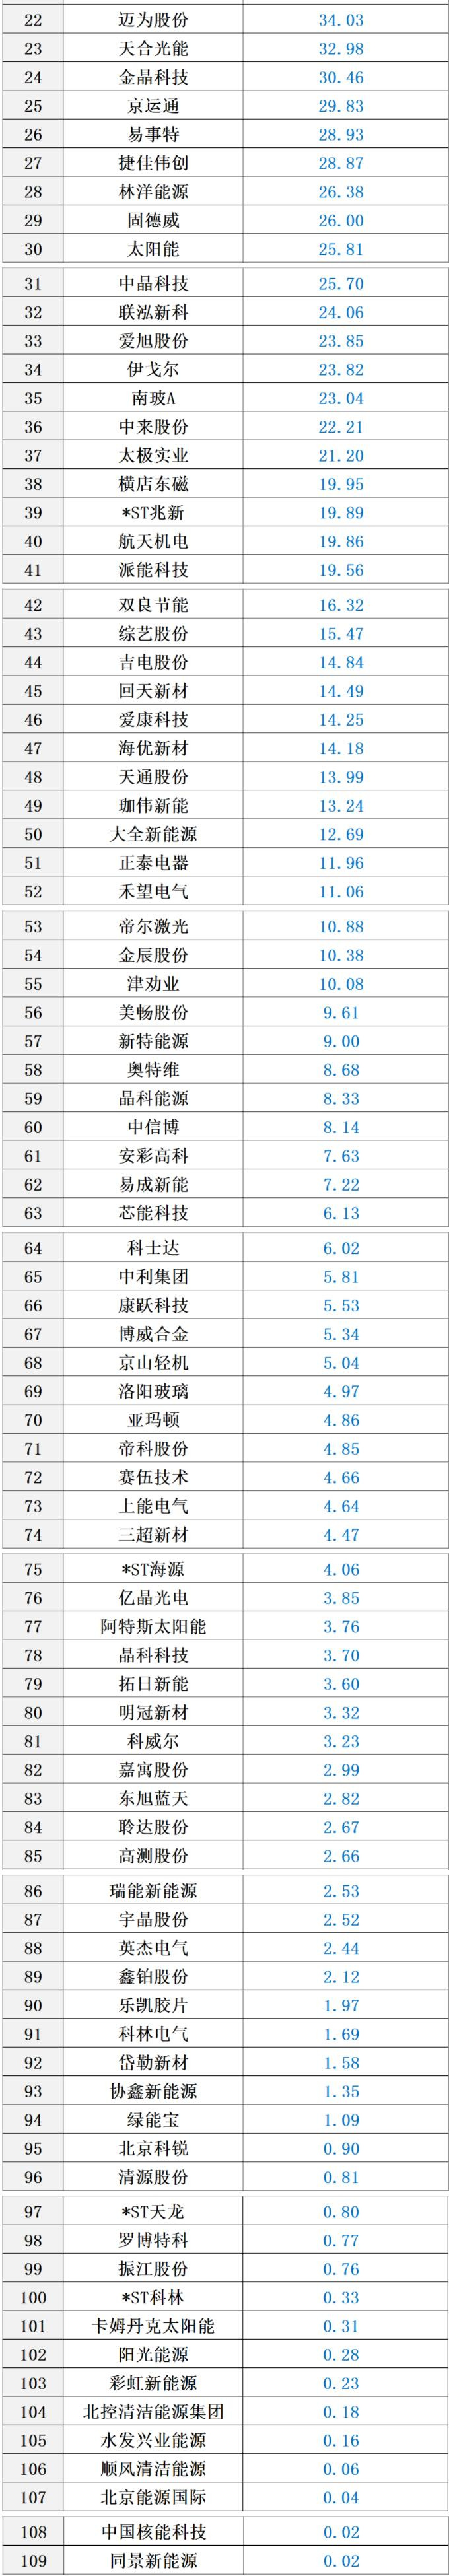 22 迈为股份 34.03
23 天合光能 32.98
24 金晶科技 30.46
25 京运通 29.83
26 易事特 28.93
27 捷佳伟创 28.87
28 林洋能源 26.38
29 固德威 26.00
30 太阳能 25.81
31 中晶科技 25.70
32 联泓新科 24.06
33 爱旭股份 23.85
34 伊戈尔 23.82
35 南玻A 23.04
36 中来股份 22.21
37 太极实业 21.20
38 横店东磁 19.95
39 *ST兆新 19.89
40 航天机电 19.86
41 派能科技 19.56
42 双良节能 16.32
43 综艺股份 15.47
44 吉电股份 14.84
45 回天新材 14.49
46 爱康科技 14.25
47 海优新材 14.18
48 天通股份 13.99
49 珈伟新能 13.24
50 大全新能源 12.69
51 正泰电器 11.96
52 禾望电气 11.06
53 帝尔激光 10.88
54 金辰股份 10.38
55 津劝业 10.08
56 美畅股份 9.61
57 新特能源 9.00
58 奥特维 8.68
59 晶科能源 8.33
60 中信博 8.14
61 安彩高科 7.63
62 易成新能 7.22
63 芯能科技 6.13
64 科士达 6.02
65 中利集团 5.81
66 康跃科技 5.53
67 博威合金 5.34
68 京山轻机 5.04
69 洛阳玻璃 4.97
70 亚玛顿 4.86
71 帝科股份 4.85
72 赛伍技术 4.66
73 上能电气 4.64
74 三超新材 4.47
75 *ST海源 4.06
76 亿晶光电 3.85
77 阿特斯太阳能 3.76
78 晶科科技 3.70
79 拓日新能 3.60
80 明冠新材 3.32
81 科威尔 3.23
82 嘉寓股份 2.99
83 东旭蓝天 2.82
84 聆达股份 2.67
85 高测股份 2.66
86 瑞能新能源 2.53
87 宇晶股份 2.52
88 英杰电气 2.44
89 鑫铂股份 2.12
90 乐凯胶片 1.97
91 科林电气 1.69
92 岱勒新材 1.58
93 协鑫新能源 1.35
94 绿能宝 1.09
95 北京科锐 0.90
96 清源股份 0.81
97 *ST天龙 0.80
98 罗博特科 0.77
99 振江股份 0.76
100 *ST科林 0.33
101 卡姆丹克太阳能 0.31
102 阳光能源 0.28
103 彩虹新能源 0.23
104 北控清洁能源集团 0.18
105 水发兴业能源 0.16
106 顺风清洁能源 0.06
107 北京能源国际 0.04
108 中国核能科技 0.02
109 同景新能源 0.02